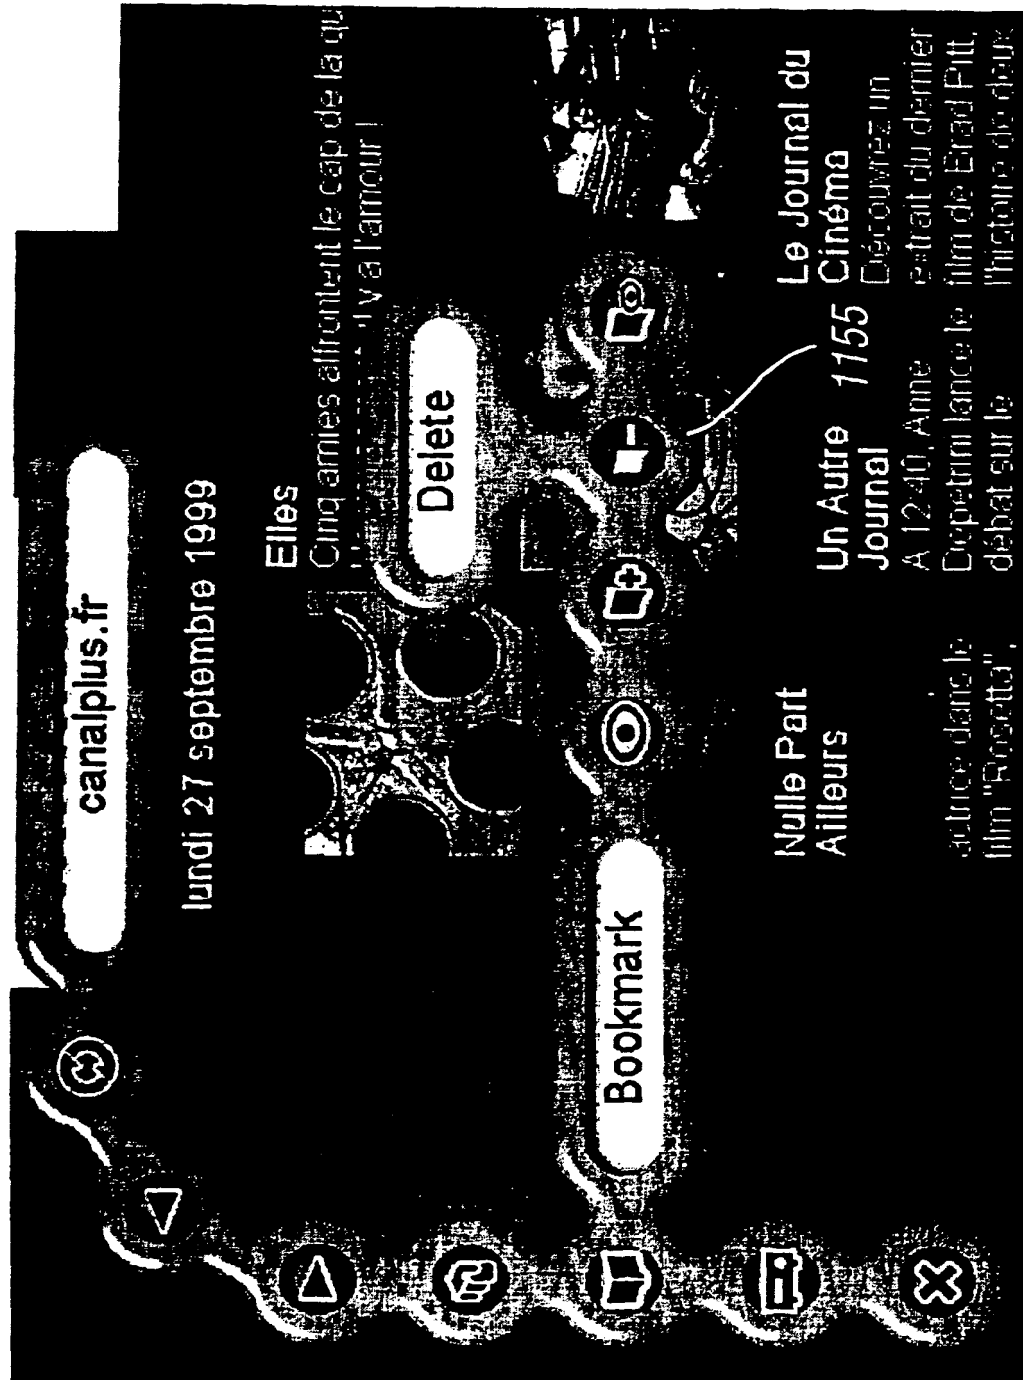 canalplus.fr
lundi 27 septembre 1999
Elles
Cinq amies affrontent le cap de la qu
il y a l'amour !
Delete
Bookmark
1155
Nulle Part
Ailleurs
actrice dans le
film "Rosetta",
Un Autre
Journal
A 12:40, Anne
Dopetrini lance le
débat sur le
Le Journal du
Cinéma
Découvrez un
extrait du dernier
film de Brad Pitt,
l'histoire de deux